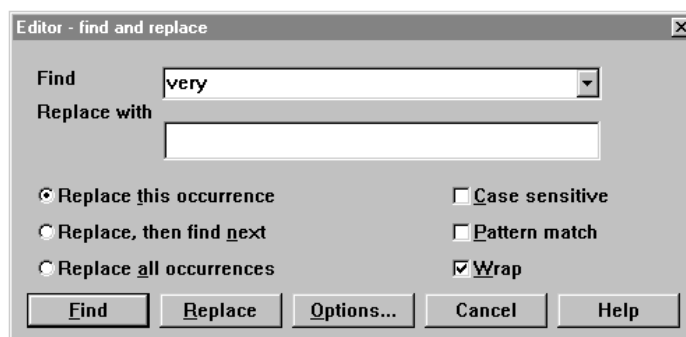 Editor - find and replace
Find
very
Replace with
Replace this occurrence
Case sensitive
Replace, then find next
Pattern match
Replace all occurrences
Wrap
Find Replace Options... Cancel Help